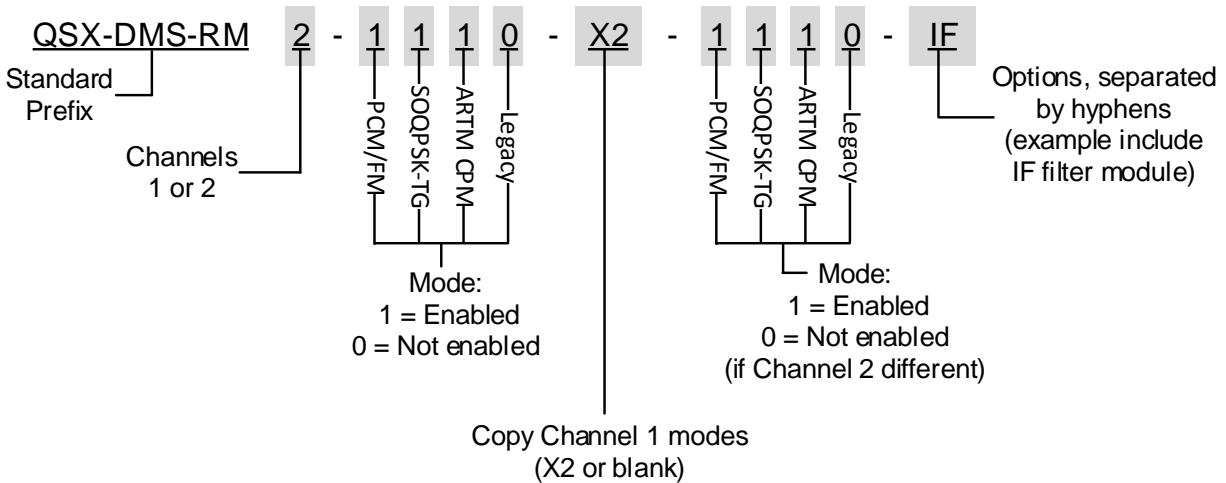 QSX-DMS-RM 2 - 1 1 1 0 - X2 - 1 1 1 0 - IF
Standard
Prefix
Channels
1 or 2
PCM/FM
SOQPSK-TG
ARTM CPM
Legacy
Mode:
1 = Enabled
0 = Not enabled
Copy Channel 1 modes
(X2 or blank)
PCM/FM
SOQPSK-TG
ARTM CPM
Legacy
Mode:
1 = Enabled
0 = Not enabled
(if Channel 2 different)
Options, separated
by hyphens
(example include
IF filter module)